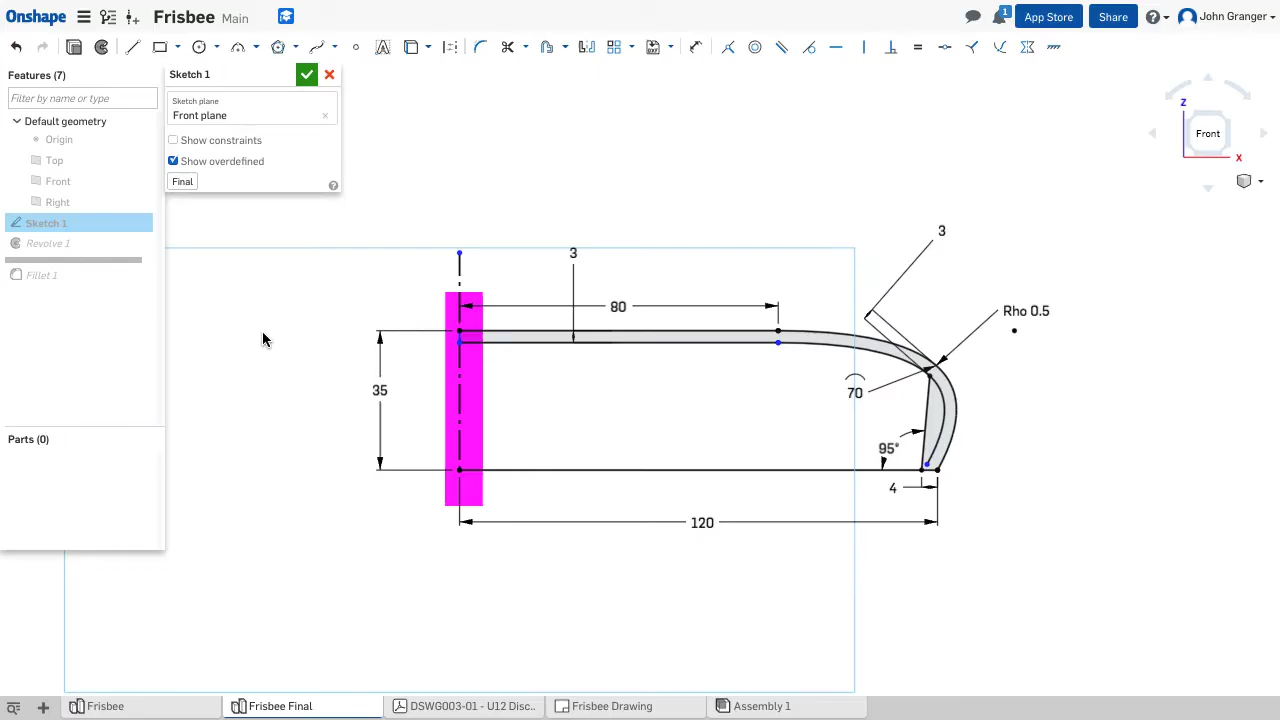 Onshape Frisbee Main
1 App Store Share John Granger
Features (7)
Filter by name or type
Default geometry
Origin
Top
Front
Right
Sketch 1
Revolve 1
Fillet 1
Parts (0)
Sketch 1
Sketch plane
Front plane
Show constraints
Show overdefined
Final
Z
Front
X
3
3
80
Rho 0.5
35
70
95°
4
120
Frisbee
Frisbee Final
DSWG003-01 - U12 Disc..
Frisbee Drawing
Assembly 1